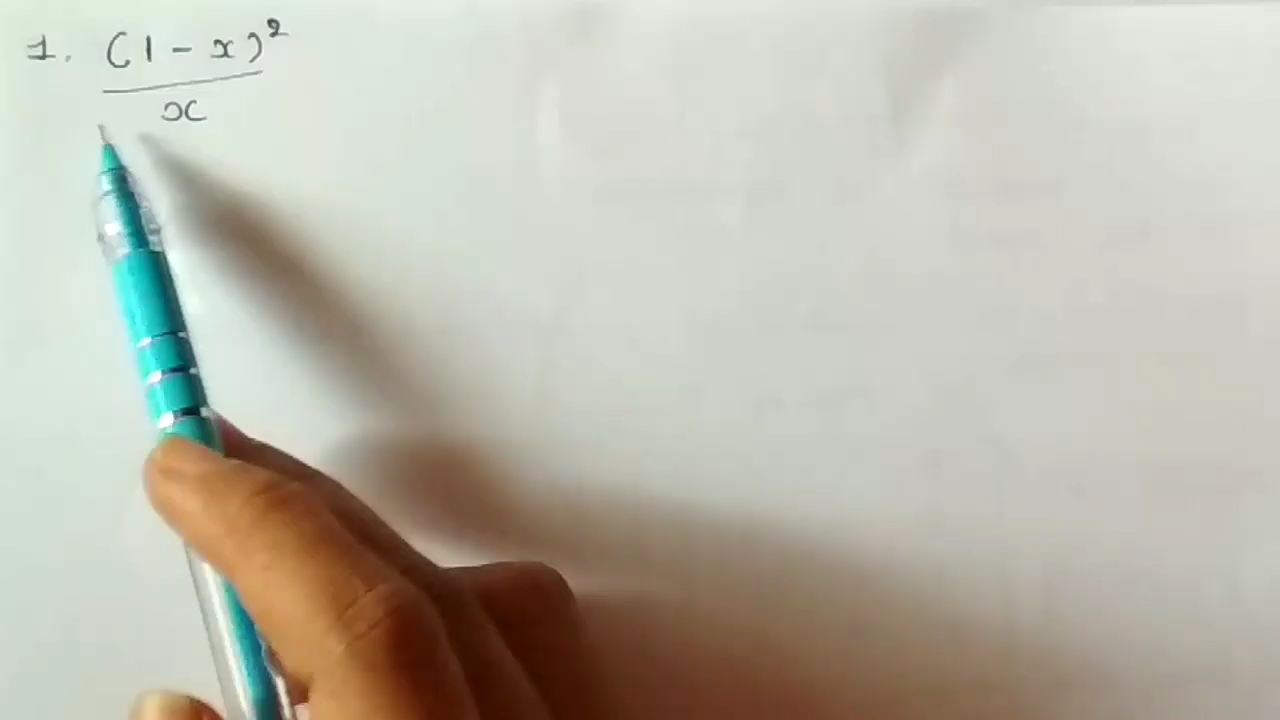 1. (1 - x)²
x